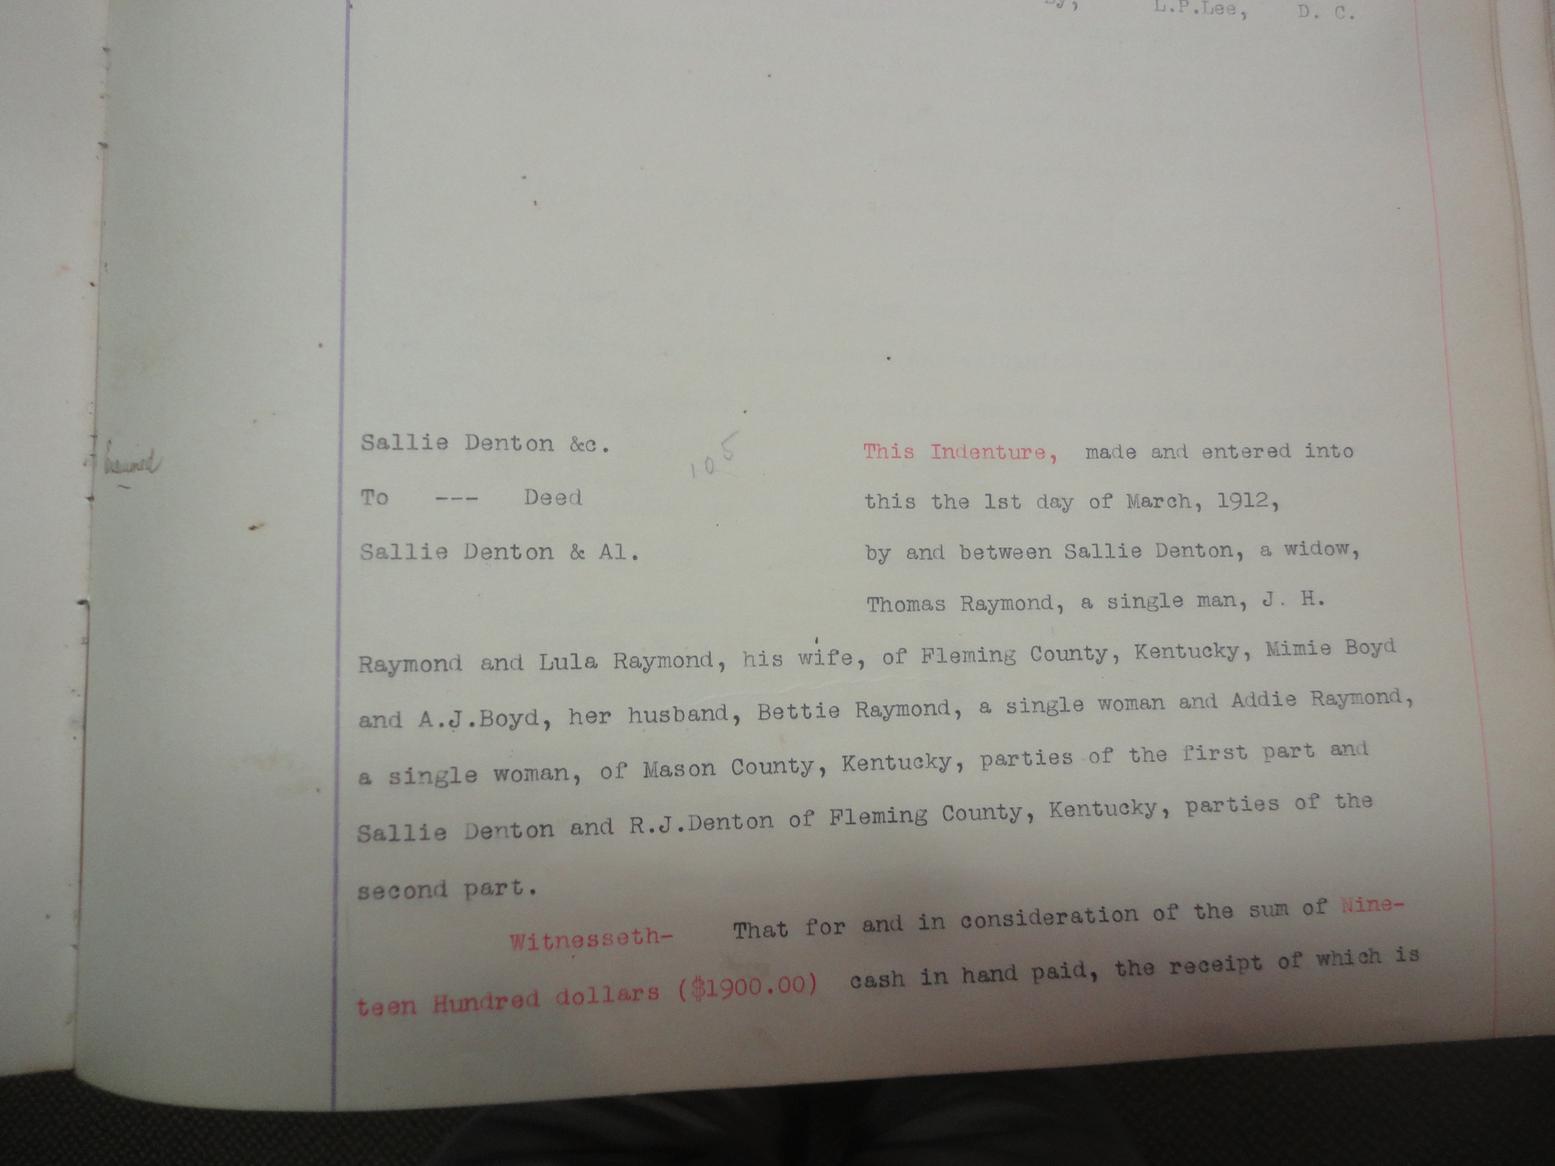 L.P.Lee, D. C.
Sallie Denton &c.
105
To --- Deed
Sallie Denton & Al.
This Indenture, made and entered into
this the 1st day of March, 1912,
by and between Sallie Denton, a widow,
Thomas Raymond, a single man, J. H.
Raymond and Lula Raymond, his wife, of Fleming County, Kentucky, Mimie Boyd
and A.J.Boyd, her husband, Bettie Raymond, a single woman and Addie Raymond,
a single woman, of Mason County, Kentucky, parties of the first part and
Sallie Denton and R.J.Denton of Fleming County, Kentucky, parties of the
second part.
Witnesseth- That for and in consideration of the sum of Nine-
teen Hundred dollars ($1900.00) cash in hand paid, the receipt of which is